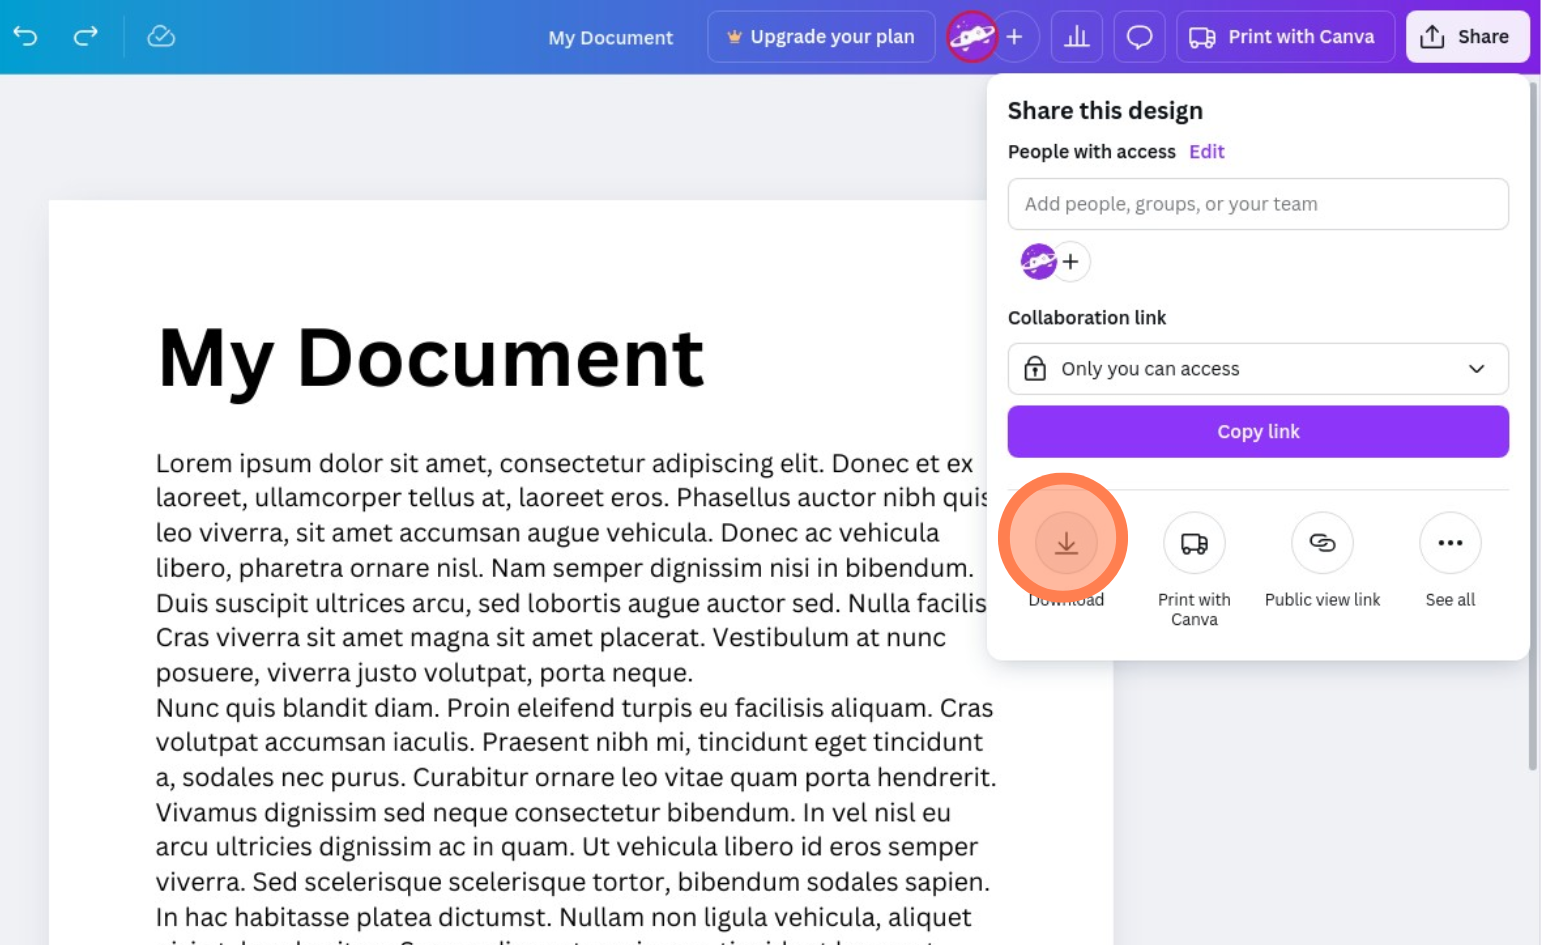 My Document
Upgrade your plan
Print with Canva
Share
Share this design
People with access Edit
Add people, groups, or your team
Collaboration link
Only you can access
Copy link
Download
Print with
Canva
Public view link
See all
My Document
Lorem ipsum dolor sit amet, consectetur adipiscing elit. Donec et ex
laoreet, ullamcorper tellus at, laoreet eros. Phasellus auctor nibh quis
leo viverra, sit amet accumsan augue vehicula. Donec ac vehicula
libero, pharetra ornare nisl. Nam semper dignissim nisi in bibendum.
Duis suscipit ultrices arcu, sed lobortis augue auctor sed. Nulla facilis
Cras viverra sit amet magna sit amet placerat. Vestibulum at nunc
posuere, viverra justo volutpat, porta neque.
Nunc quis blandit diam. Proin eleifend turpis eu facilisis aliquam. Cras
volutpat accumsan iaculis. Praesent nibh mi, tincidunt eget tincidunt
a, sodales nec purus. Curabitur ornare leo vitae quam porta hendrerit.
Vivamus dignissim sed neque consectetur bibendum. In vel nisl eu
arcu ultricies dignissim ac in quam. Ut vehicula libero id eros semper
viverra. Sed scelerisque scelerisque tortor, bibendum sodales sapien.
In hac habitasse platea dictumst. Nullam non ligula vehicula, aliquet